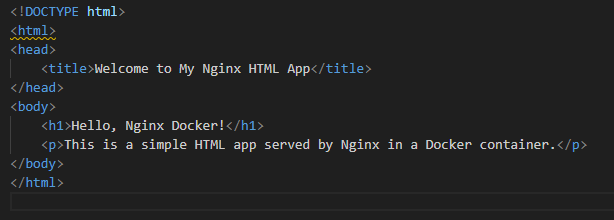 <!DOCTYPE html>
<html>
<head>
    <title>Welcome to My Nginx HTML App</title>
</head>
<body>
    <h1>Hello, Nginx Docker!</h1>
    <p>This is a simple HTML app served by Nginx in a Docker container.</p>
</body>
</html>